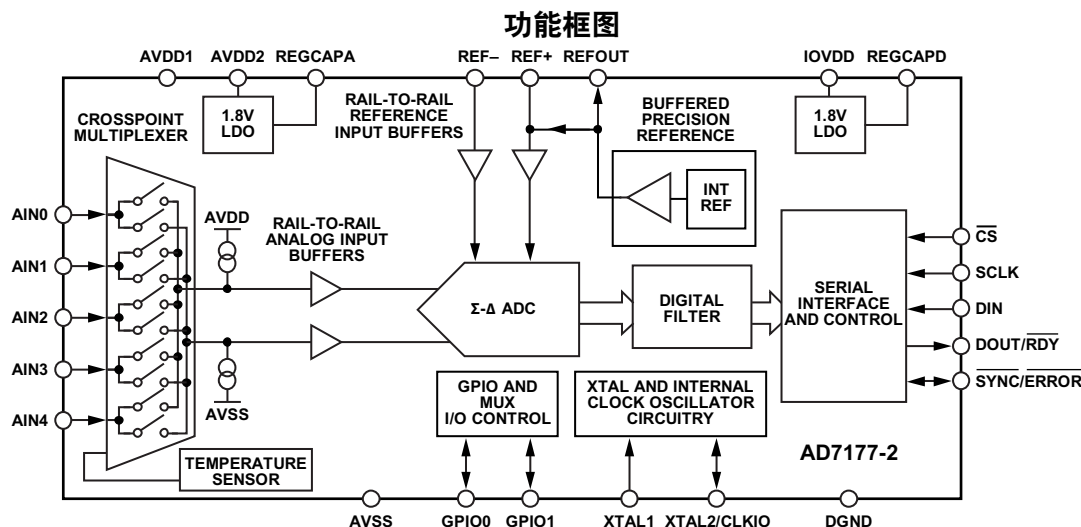 功能框图
AVDD1
AVDD2
REGCAPA
REF–
REF+
REFOUT
IOVDD
REGCAPD
1.8V
LDO
CROSSPOINT
MULTIPLEXER
RAIL-TO-RAIL
REFERENCE
INPUT BUFFERS
BUFFERED
PRECISION
REFERENCE
INT
REF
1.8V
LDO
AIN0
AIN1
AIN2
AIN3
AIN4
AVDD
RAIL-TO-RAIL
ANALOG INPUT
BUFFERS
AVSS
Σ-Δ ADC
DIGITAL
FILTER
SERIAL
INTERFACE
AND CONTROL
CS
SCLK
DIN
DOUT/RDY
SYNC/ERROR
GPIO AND
MUX
I/O CONTROL
XTAL AND INTERNAL
CLOCK OSCILLATOR
CIRCUITRY
TEMPERATURE
SENSOR
AD7177-2
AVSS
GPIO0
GPIO1
XTAL1
XTAL2/CLKIO
DGND